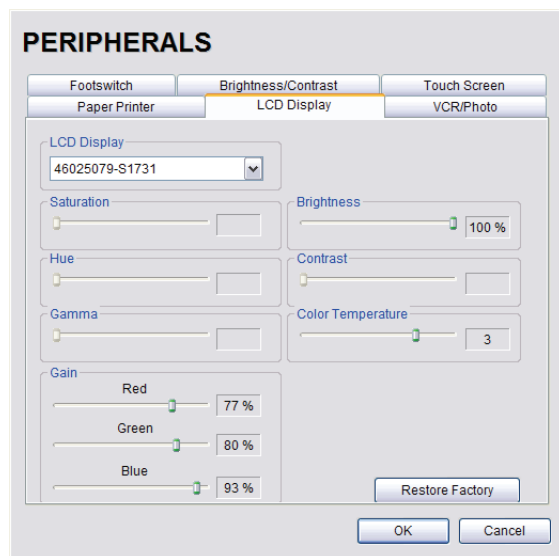 PERIPHERALS
Footswitch Brightness/Contrast Touch Screen
Paper Printer LCD Display VCR/Photo
LCD Display
46025079-S1731
Saturation Brightness
100 %
Hue Contrast
Gamma Color Temperature
3
Gain
Red
77 %
Green
80 %
Blue
93 %
Restore Factory
OK Cancel